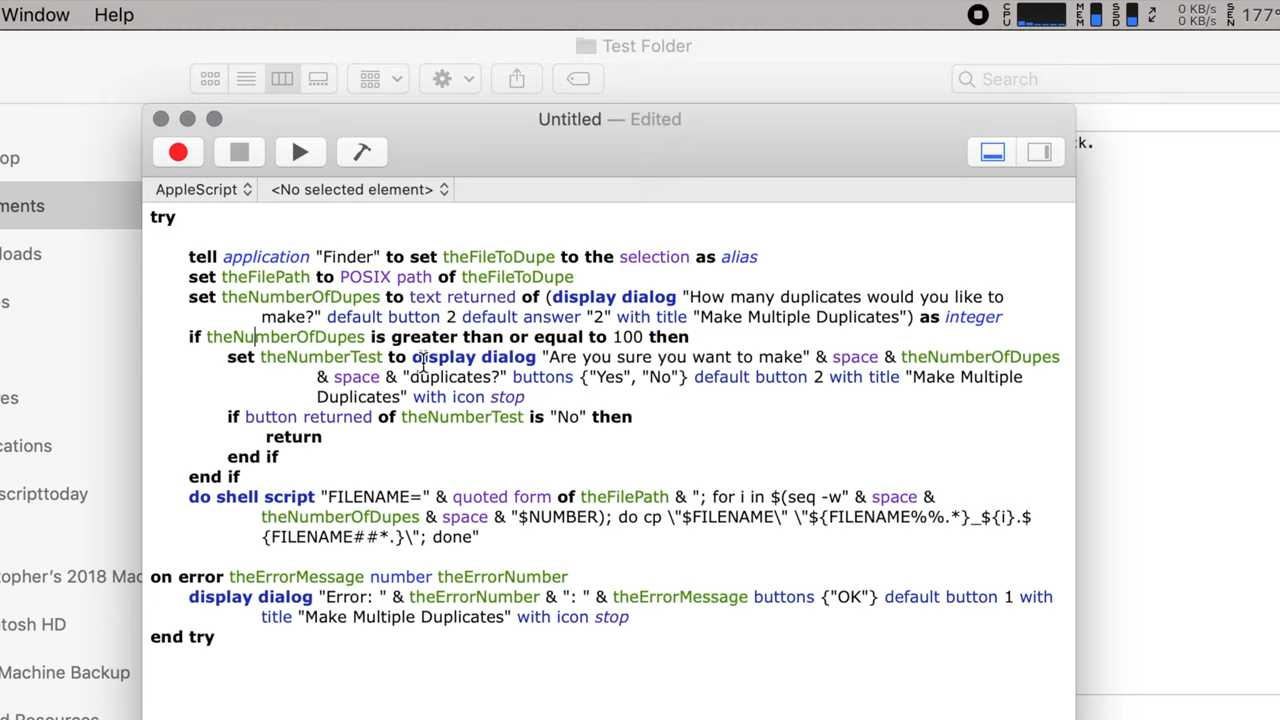 Window Help
CPU MEM SSD 0 KB/s 0 KB/s SEN 177°
Test Folder
Search
Untitled — Edited
op
k.
AppleScript <No selected element>
ments
try
loads
tell application "Finder" to set theFileToDupe to the selection as alias
set theFilePath to POSIX path of theFileToDupe
s
set theNumberOfDupes to text returned of (display dialog "How many duplicates would you like to
make?" default button 2 default answer "2" with title "Make Multiple Duplicates") as integer
if theNumberOfDupes is greater than or equal to 100 then
set theNumberTest to display dialog "Are you sure you want to make" & space & theNumberOfDupes
& space & "duplicates?" buttons {"Yes", "No"} default button 2 with title "Make Multiple
res
Duplicates" with icon stop
if button returned of theNumberTest is "No" then
return
cations
end if
end if
scripttoday
do shell script "FILENAME=" & quoted form of theFilePath & "; for i in $(seq -w" & space &
theNumberOfDupes & space & "$NUMBER); do cp \"$FILENAME\" \"${FILENAME%%.*}_${i}.$
{FILENAME##*.}\"; done"
topher's 2018 Mac
on error theErrorMessage number theErrorNumber
display dialog "Error: " & theErrorNumber & ": " & theErrorMessage buttons {"OK"} default button 1 with
title "Make Multiple Duplicates" with icon stop
tosh HD
end try
Machine Backup